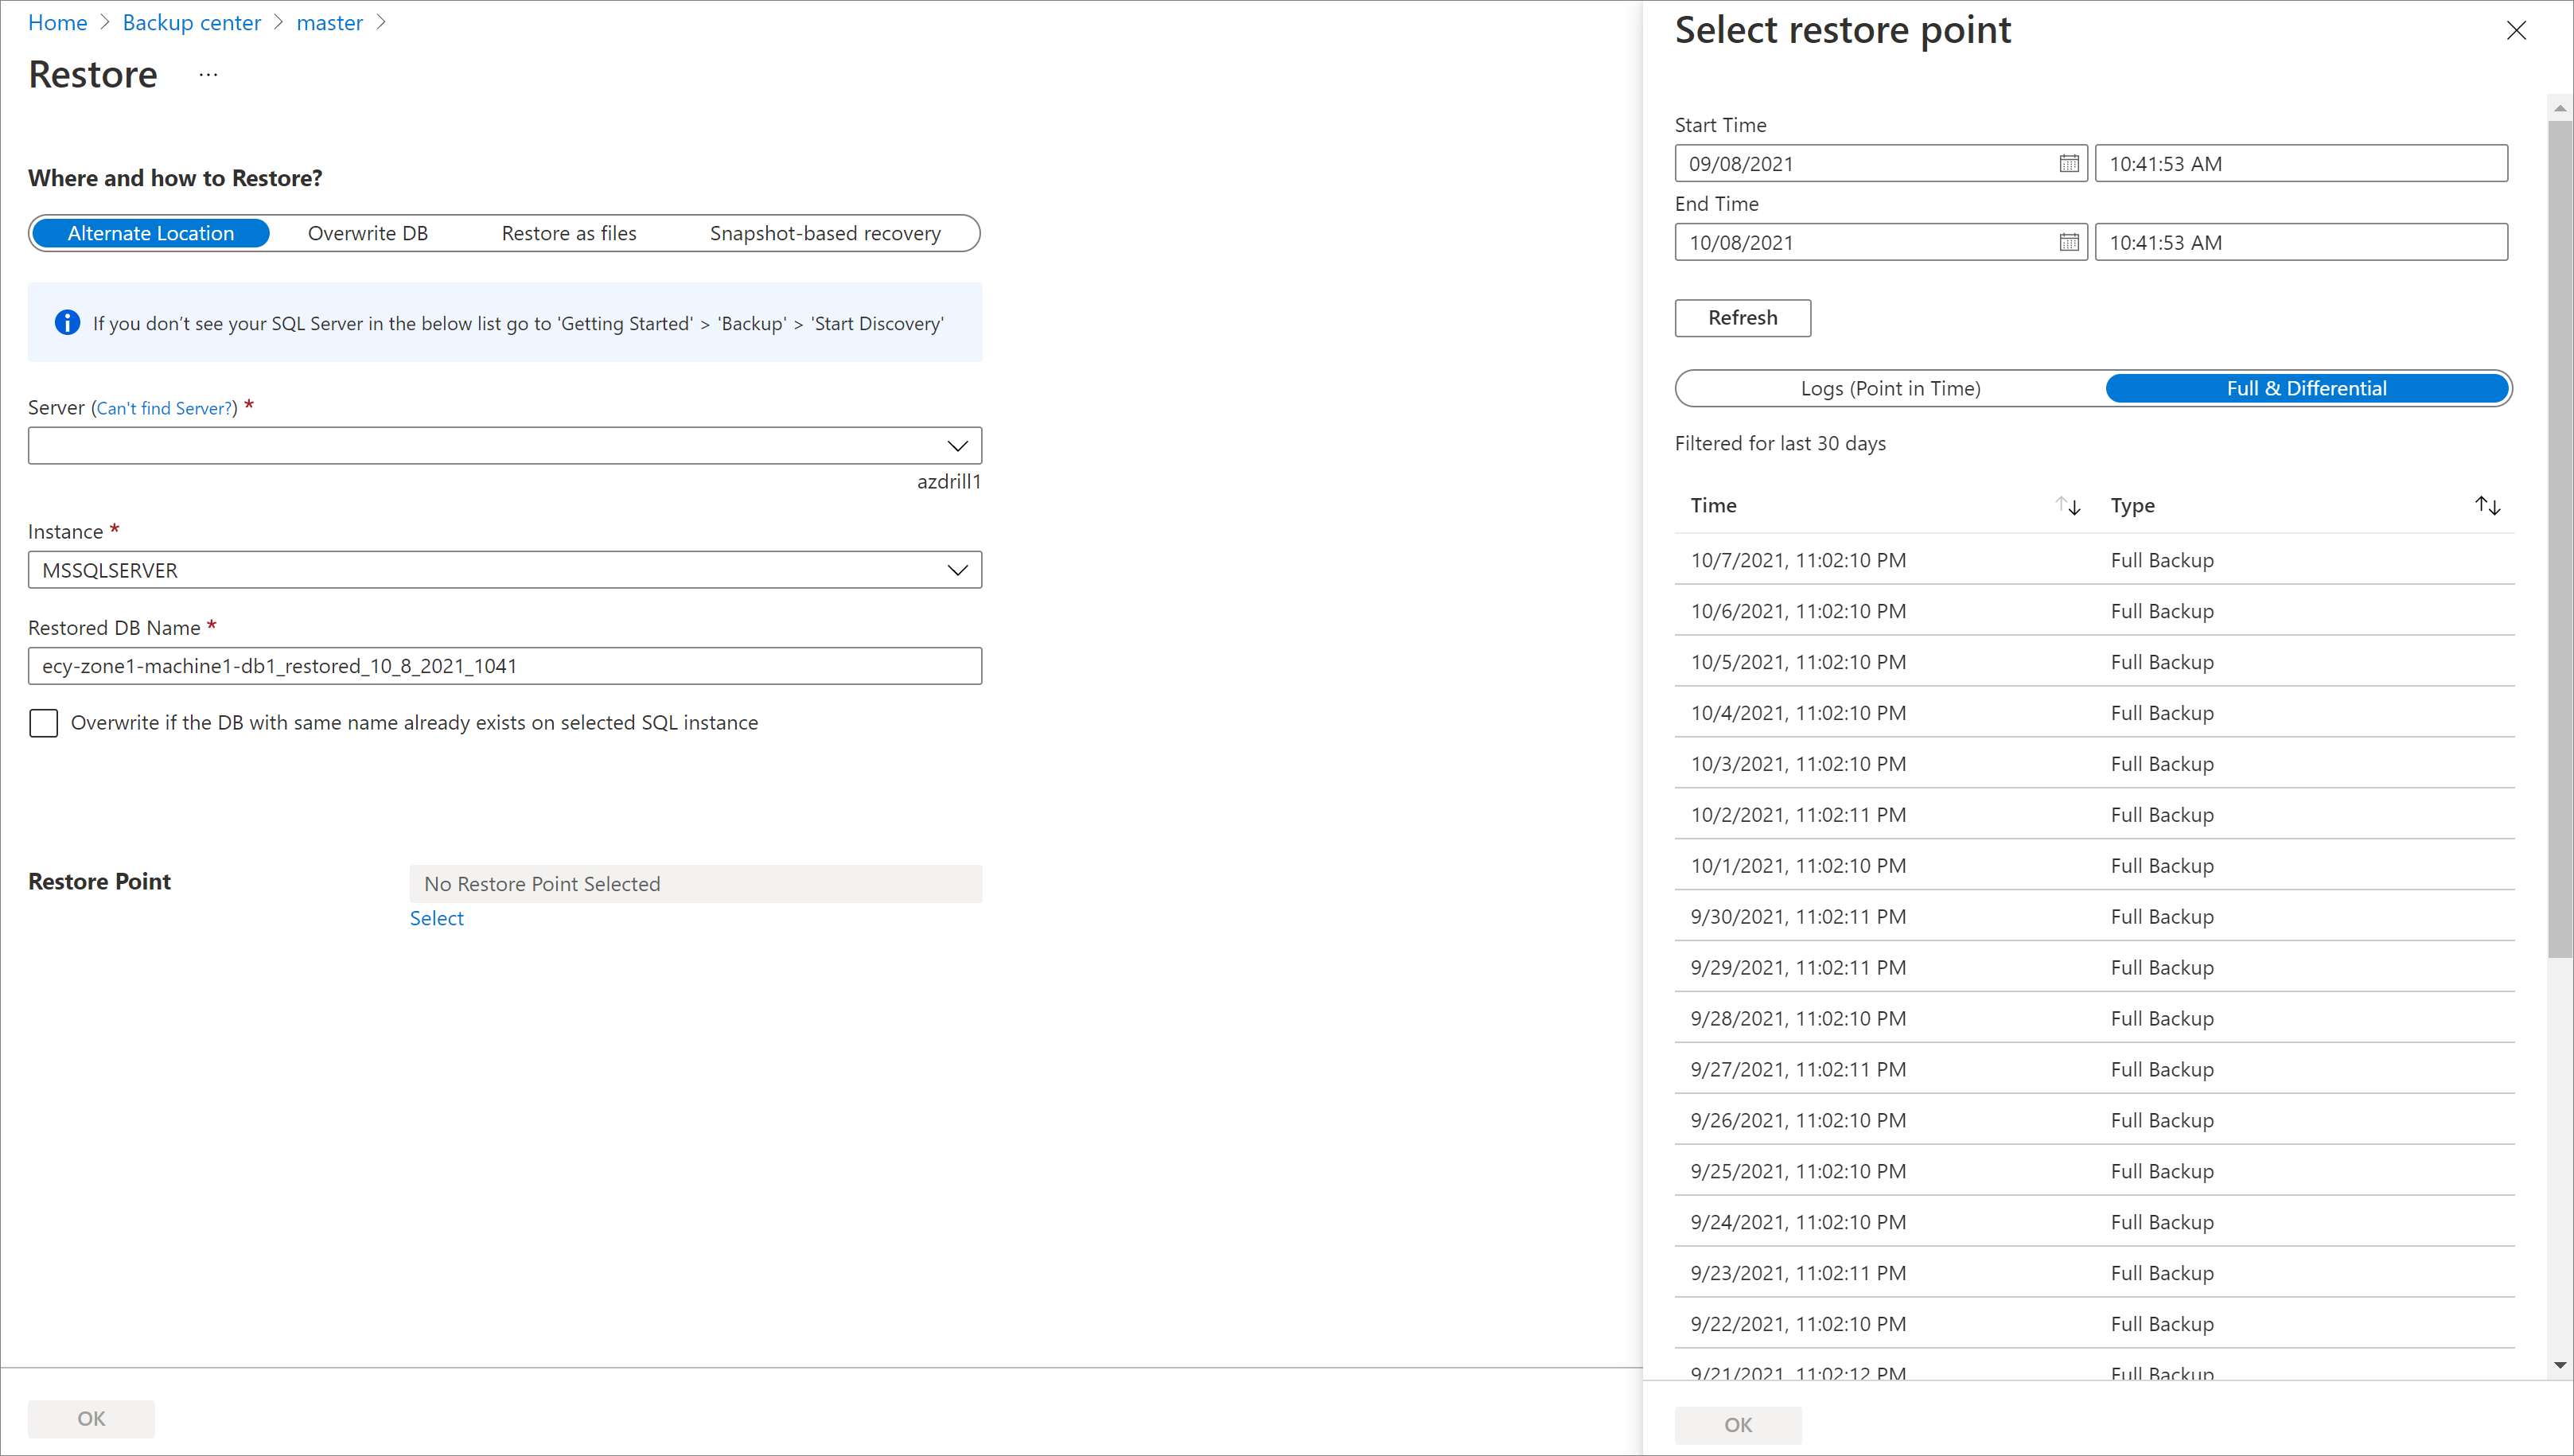 Home > Backup center > master >
Restore ...
Where and how to Restore?
Alternate Location Overwrite DB Restore as files Snapshot-based recovery
If you don’t see your SQL Server in the below list go to 'Getting Started' > 'Backup' > 'Start Discovery'
Server (Can't find Server?) *
azdrill1
Instance *
MSSQLSERVER
Restored DB Name *
ecy-zone1-machine1-db1_restored_10_8_2021_1041
Overwrite if the DB with same name already exists on selected SQL instance
Restore Point No Restore Point Selected
Select
OK
Select restore point
Start Time
09/08/2021 10:41:53 AM
End Time
10/08/2021 10:41:53 AM
Refresh
Logs (Point in Time) Full & Differential
Filtered for last 30 days
Time Type
10/7/2021, 11:02:10 PM Full Backup
10/6/2021, 11:02:10 PM Full Backup
10/5/2021, 11:02:10 PM Full Backup
10/4/2021, 11:02:10 PM Full Backup
10/3/2021, 11:02:10 PM Full Backup
10/2/2021, 11:02:11 PM Full Backup
10/1/2021, 11:02:10 PM Full Backup
9/30/2021, 11:02:11 PM Full Backup
9/29/2021, 11:02:11 PM Full Backup
9/28/2021, 11:02:10 PM Full Backup
9/27/2021, 11:02:11 PM Full Backup
9/26/2021, 11:02:10 PM Full Backup
9/25/2021, 11:02:10 PM Full Backup
9/24/2021, 11:02:10 PM Full Backup
9/23/2021, 11:02:11 PM Full Backup
9/22/2021, 11:02:10 PM Full Backup
9/21/2021, 11:02:12 PM Full Backup
OK